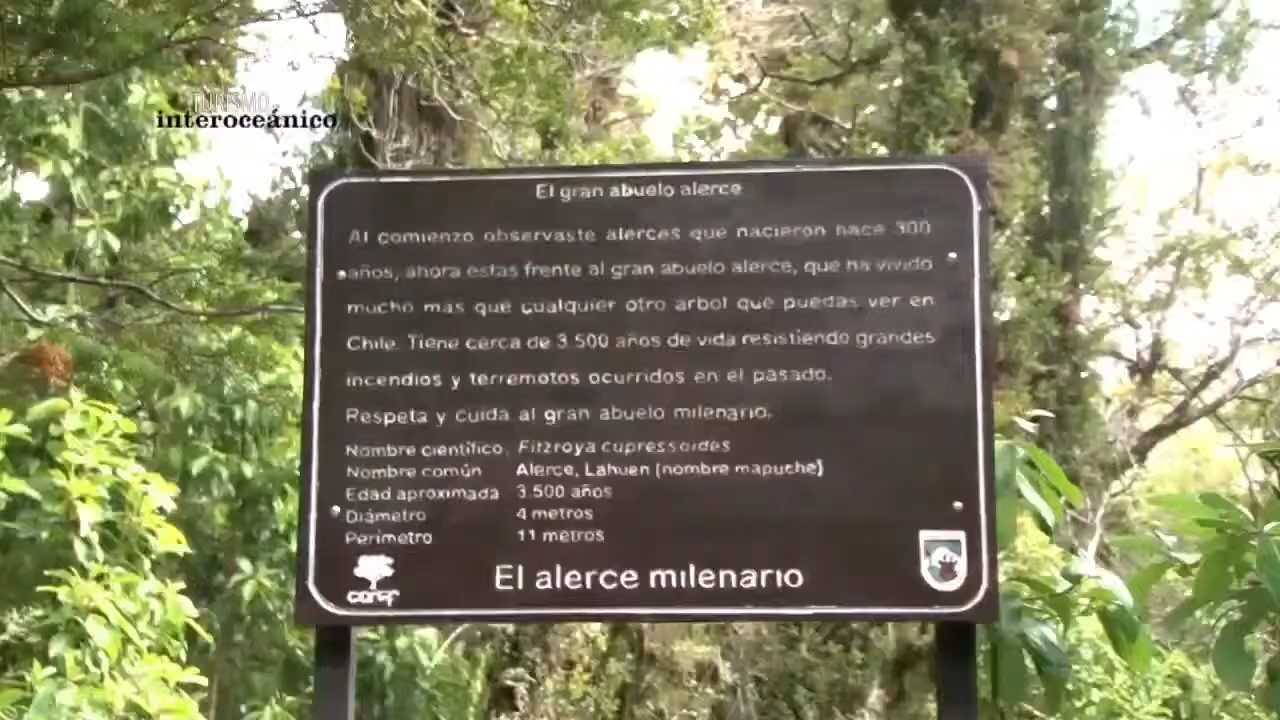 TURISMO
interoceánico
El gran abuelo alerce
Al comienzo observaste alerces que nacieron hace 300
años, ahora estas frente al gran abuelo alerce, que ha vivido
mucho mas que cualquier otro arbol que puedas ver en
Chile. Tiene cerca de 3.500 años de vida resistiendo grandes
incendios y terremotos ocurridos en el pasado.
Respeta y cuida al gran abuelo milenario.
Nombre científico: Fitzroya cupressoides
Nombre común Alerce, Lahuen (nombre mapuche)
Edad aproximada 3.500 años
Diámetro 4 metros
Perímetro 11 metros
conaf
El alerce milenario